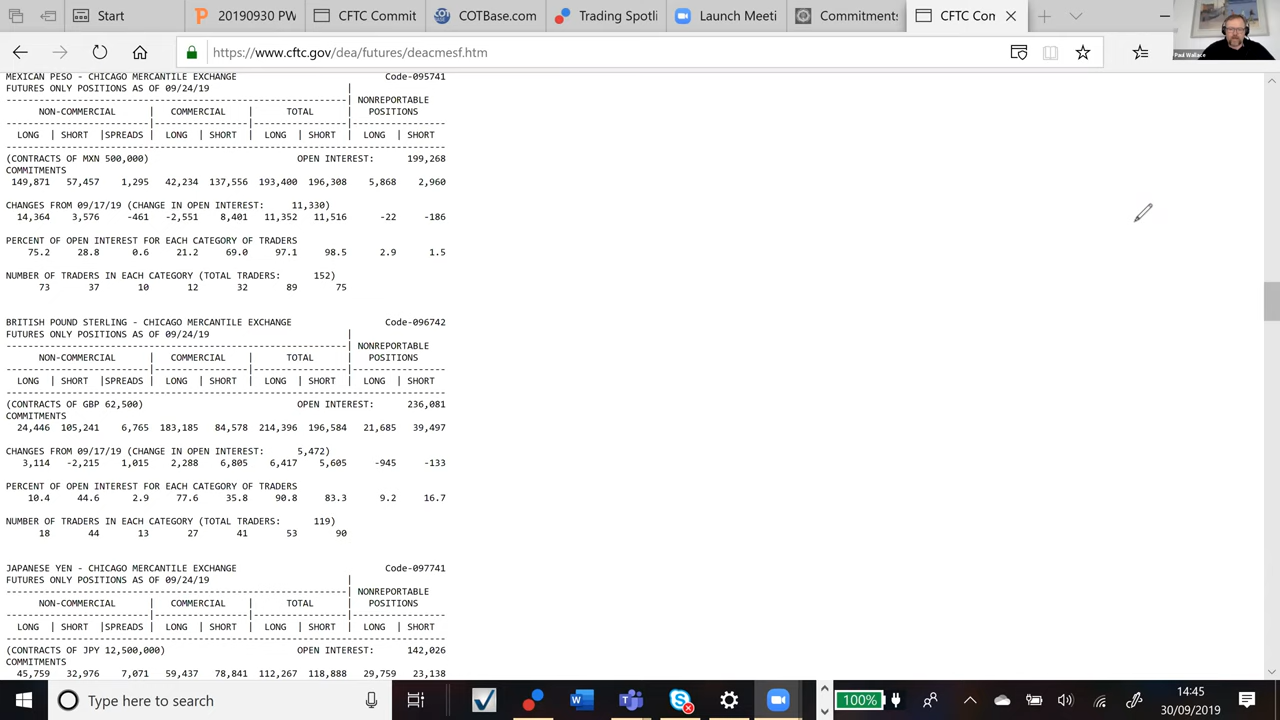 Start
20190930 PW
CFTC Commit
COTBase.com
Trading Spotli
Launch Meeti
Commitments
CFTC Com
https://www.cftc.gov/dea/futures/deacmesf.htm
Paul Wallace
MEXICAN PESO - CHICAGO MERCANTILE EXCHANGE Code-095741
FUTURES ONLY POSITIONS AS OF 09/24/19 |
--------------------------------------------------------------| NONREPORTABLE
NON-COMMERCIAL | COMMERCIAL | TOTAL | POSITIONS
LONG | SHORT |SPREADS | LONG | SHORT | LONG | SHORT | LONG | SHORT
(CONTRACTS OF MXN 500,000) OPEN INTEREST: 199,268
COMMITMENTS
149,871 57,457 1,295 42,234 137,556 193,400 196,308 5,868 2,960
CHANGES FROM 09/17/19 (CHANGE IN OPEN INTEREST: 11,330)
14,364 3,576 -461 -2,551 8,401 11,352 11,516 -22 -186
PERCENT OF OPEN INTEREST FOR EACH CATEGORY OF TRADERS
75.2 28.8 0.6 21.2 69.0 97.1 98.5 2.9 1.5
NUMBER OF TRADERS IN EACH CATEGORY (TOTAL TRADERS: 152)
73 37 10 12 32 89 75
BRITISH POUND STERLING - CHICAGO MERCANTILE EXCHANGE Code-096742
FUTURES ONLY POSITIONS AS OF 09/24/19 |
--------------------------------------------------------------| NONREPORTABLE
NON-COMMERCIAL | COMMERCIAL | TOTAL | POSITIONS
LONG | SHORT |SPREADS | LONG | SHORT | LONG | SHORT | LONG | SHORT
(CONTRACTS OF GBP 62,500) OPEN INTEREST: 236,081
COMMITMENTS
24,446 105,241 6,765 183,185 84,578 214,396 196,584 21,685 39,497
CHANGES FROM 09/17/19 (CHANGE IN OPEN INTEREST: 5,472)
3,114 -2,215 1,015 2,288 6,805 6,417 5,605 -945 -133
PERCENT OF OPEN INTEREST FOR EACH CATEGORY OF TRADERS
10.4 44.6 2.9 77.6 35.8 90.8 83.3 9.2 16.7
NUMBER OF TRADERS IN EACH CATEGORY (TOTAL TRADERS: 119)
18 44 13 27 41 53 90
JAPANESE YEN - CHICAGO MERCANTILE EXCHANGE Code-097741
FUTURES ONLY POSITIONS AS OF 09/24/19 |
--------------------------------------------------------------| NONREPORTABLE
NON-COMMERCIAL | COMMERCIAL | TOTAL | POSITIONS
LONG | SHORT |SPREADS | LONG | SHORT | LONG | SHORT | LONG | SHORT
(CONTRACTS OF JPY 12,500,000) OPEN INTEREST: 142,026
COMMITMENTS
45,759 32,976 7,071 59,437 78,841 112,267 118,888 29,759 23,138
Type here to search
100%
14:45
30/09/2019